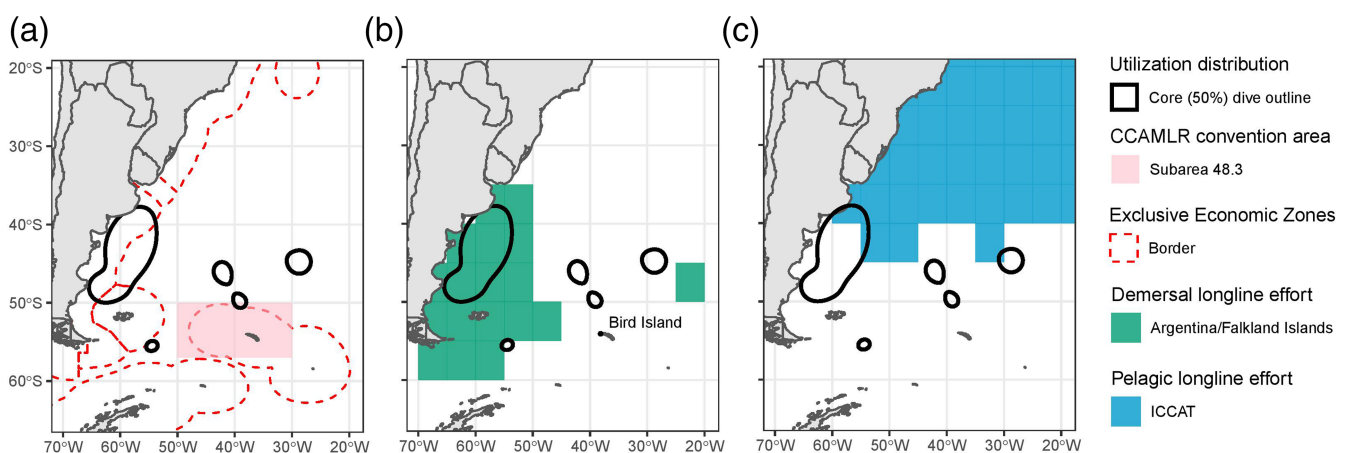 (a)
(b)
(c)
20°S
30°S
40°S
50°S
60°S
70°W 60°W 50°W 40°W 30°W 20°W
Bird Island
70°W 60°W 50°W 40°W 30°W 20°W
70°W 60°W 50°W 40°W 30°W 20°W
Utilization distribution
Core (50%) dive outline
CCAMLR convention area
Subarea 48.3
Exclusive Economic Zones
Border
Demersal longline effort
Argentina/Falkland Islands
Pelagic longline effort
ICCAT